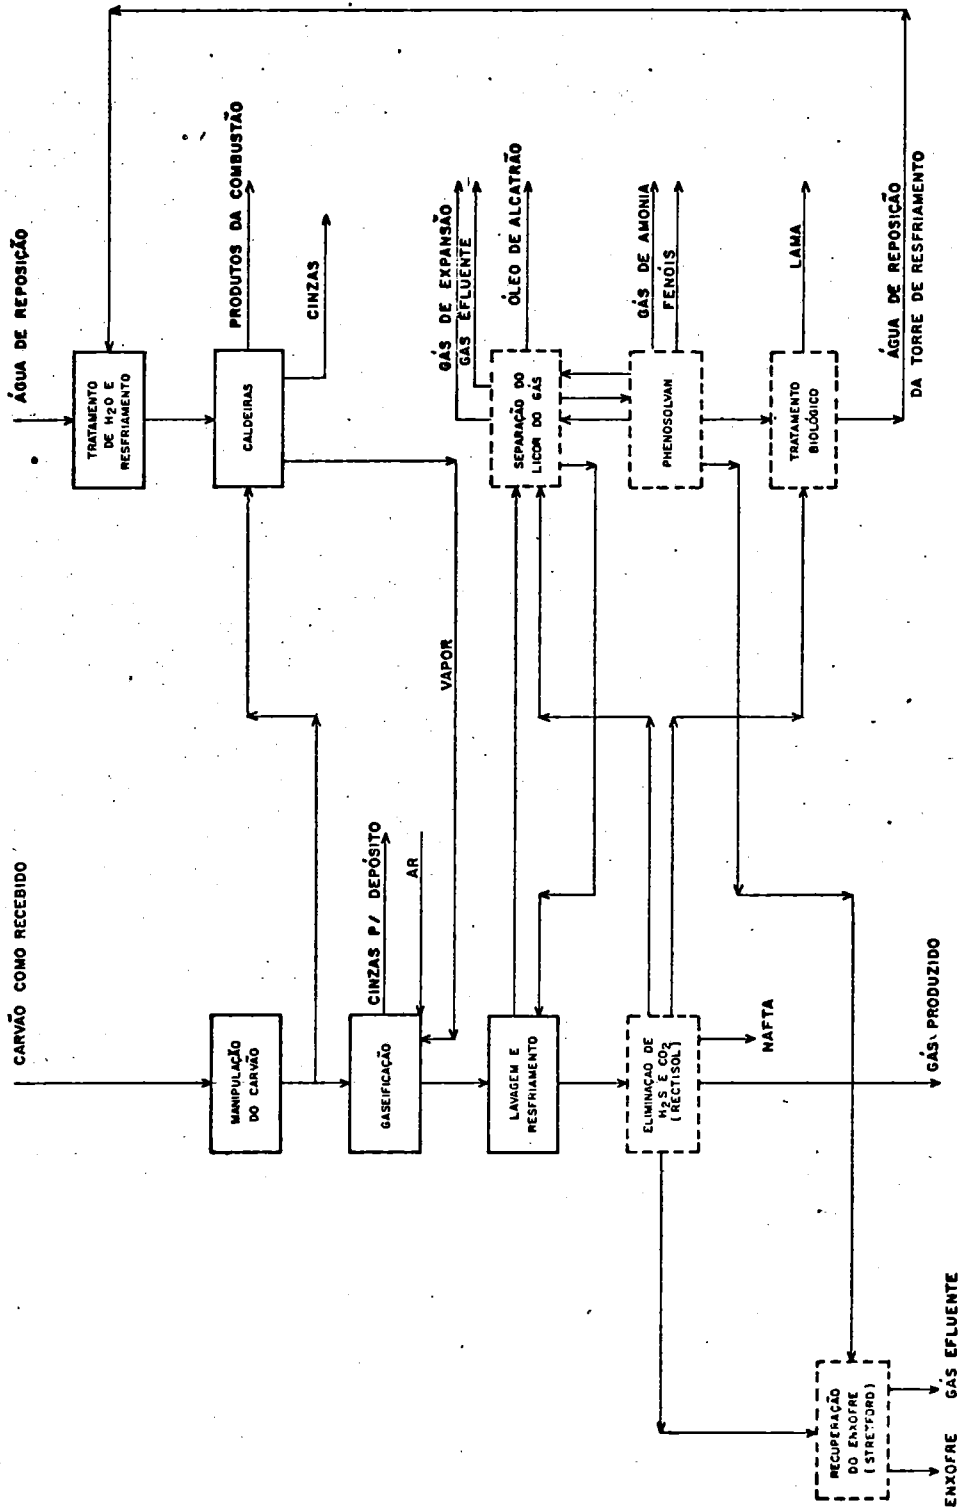 ÁGUA DE REPOSIÇÃO
TRATAMENTO
DE H2O E
RESFRIAMENTO
PRODUTOS DA COMBUSTÃO
CALDEIRAS
CINZAS
GÁS DE EXPANSÃO
GÁS EFLUENTE
SEPARAÇÃO DO
LICOR DO GÁS
ÓLEO DE ALCATRÃO
GÁS DE AMONIA
FENÓIS
PHENOSOLVAN
TRATAMENTO
BIOLÓGICO
LAMA
ÁGUA DE REPOSIÇÃO
DA TORRE DE RESFRIAMENTO
VAPOR
CARVÃO COMO RECEBIDO
MANIPULAÇÃO
DO CARVÃO
CINZAS P/ DEPÓSITO
AR
GASEIFICAÇÃO
LAVAGEM E
RESFRIAMENTO
ELIMINAÇÃO DE
H2S E CO2
(RECTISOL)
NAFTA
GÁS PRODUZIDO
RECUPERAÇÃO
DO ENXOFRE
(STRETFORD)
ENXOFRE
GÁS EFLUENTE